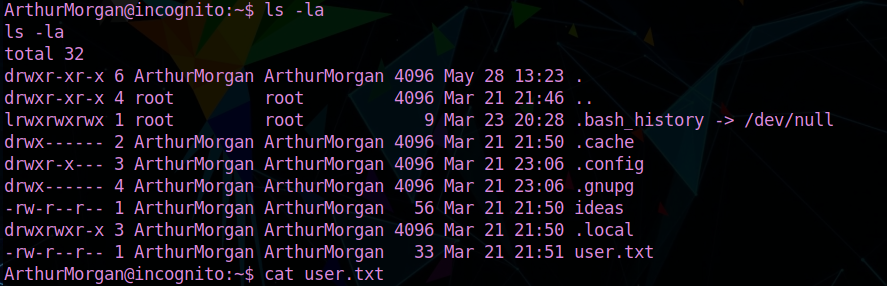 ArthurMorgan@incognito:~$ ls -la
ls -la
total 32
drwxr-xr-x 6 ArthurMorgan ArthurMorgan 4096 May 28 13:23 .
drwxr-xr-x 4 root         root         4096 Mar 21 21:46 ..
lrwxrwxrwx 1 root         root            9 Mar 23 20:28 .bash_history -> /dev/null
drwx------ 2 ArthurMorgan ArthurMorgan 4096 Mar 21 21:50 .cache
drwxr-x--- 3 ArthurMorgan ArthurMorgan 4096 Mar 21 23:06 .config
drwx------ 4 ArthurMorgan ArthurMorgan 4096 Mar 21 23:06 .gnupg
-rw-r--r-- 1 ArthurMorgan ArthurMorgan   56 Mar 21 21:50 ideas
drwxrwxr-x 3 ArthurMorgan ArthurMorgan 4096 Mar 21 21:50 .local
-rw-r--r-- 1 ArthurMorgan ArthurMorgan   33 Mar 21 21:51 user.txt
ArthurMorgan@incognito:~$ cat user.txt